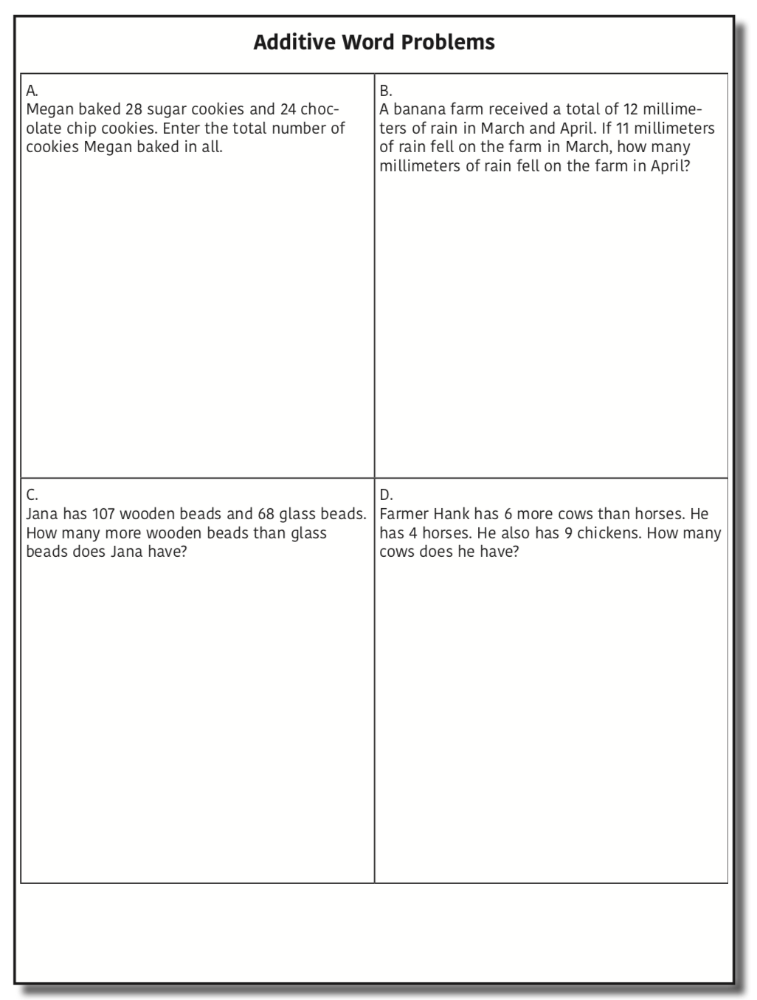 Additive Word Problems
A.
Megan baked 28 sugar cookies and 24 choc-
olate chip cookies. Enter the total number of
cookies Megan baked in all.
B.
A banana farm received a total of 12 millime-
ters of rain in March and April. If 11 millimeters
of rain fell on the farm in March, how many
millimeters of rain fell on the farm in April?
C.
Jana has 107 wooden beads and 68 glass beads.
How many more wooden beads than glass
beads does Jana have?
D.
Farmer Hank has 6 more cows than horses. He
has 4 horses. He also has 9 chickens. How many
cows does he have?